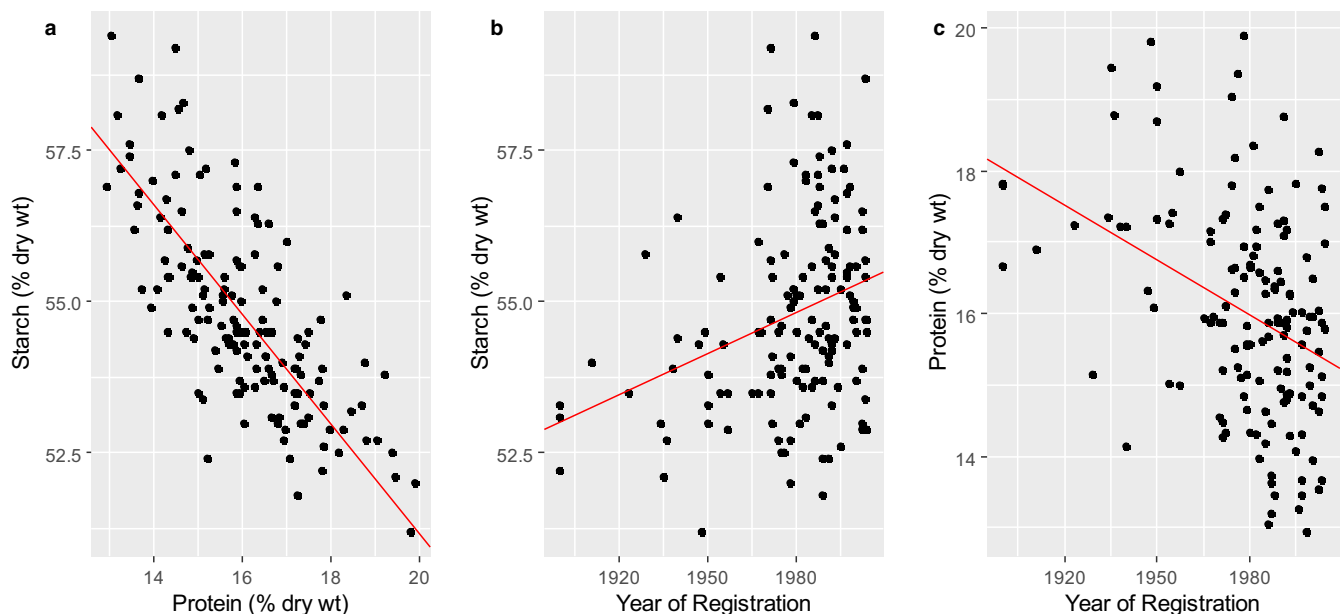 a
Starch (% dry wt)
57.5
55.0
52.5
14 16 18 20
Protein (% dry wt)
b
Starch (% dry wt)
57.5
55.0
52.5
1920 1950 1980
Year of Registration
c
Protein (% dry wt)
20
18
16
14
1920 1950 1980
Year of Registration